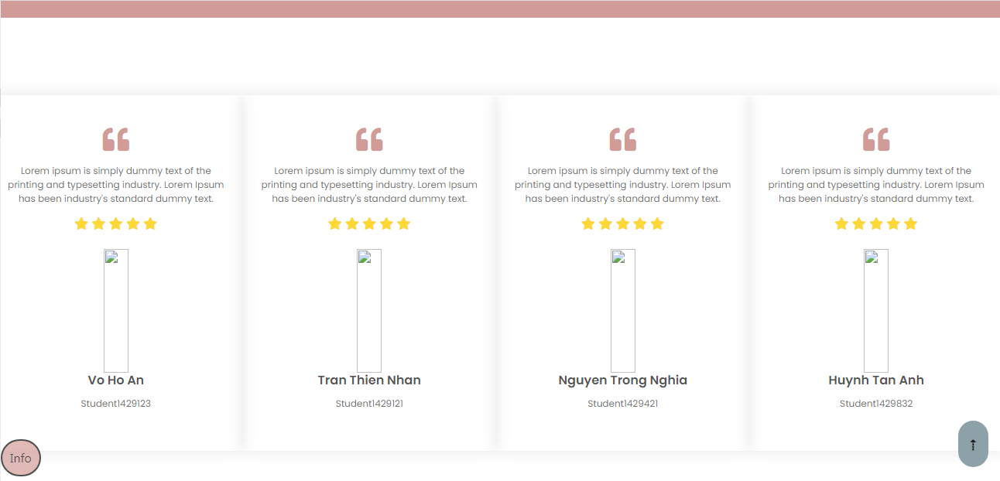 Lorem ipsum is simply dummy text of the
printing and typesetting industry. Lorem Ipsum
has been industry's standard dummy text.
Vo Ho An
Student1429123
Lorem ipsum is simply dummy text of the
printing and typesetting industry. Lorem Ipsum
has been industry's standard dummy text.
Tran Thien Nhan
Student1429121
Lorem ipsum is simply dummy text of the
printing and typesetting industry. Lorem Ipsum
has been industry's standard dummy text.
Nguyen Trong Nghia
Student1429421
Lorem ipsum is simply dummy text of the
printing and typesetting industry. Lorem Ipsum
has been industry's standard dummy text.
Huynh Tan Anh
Student1429832
Info